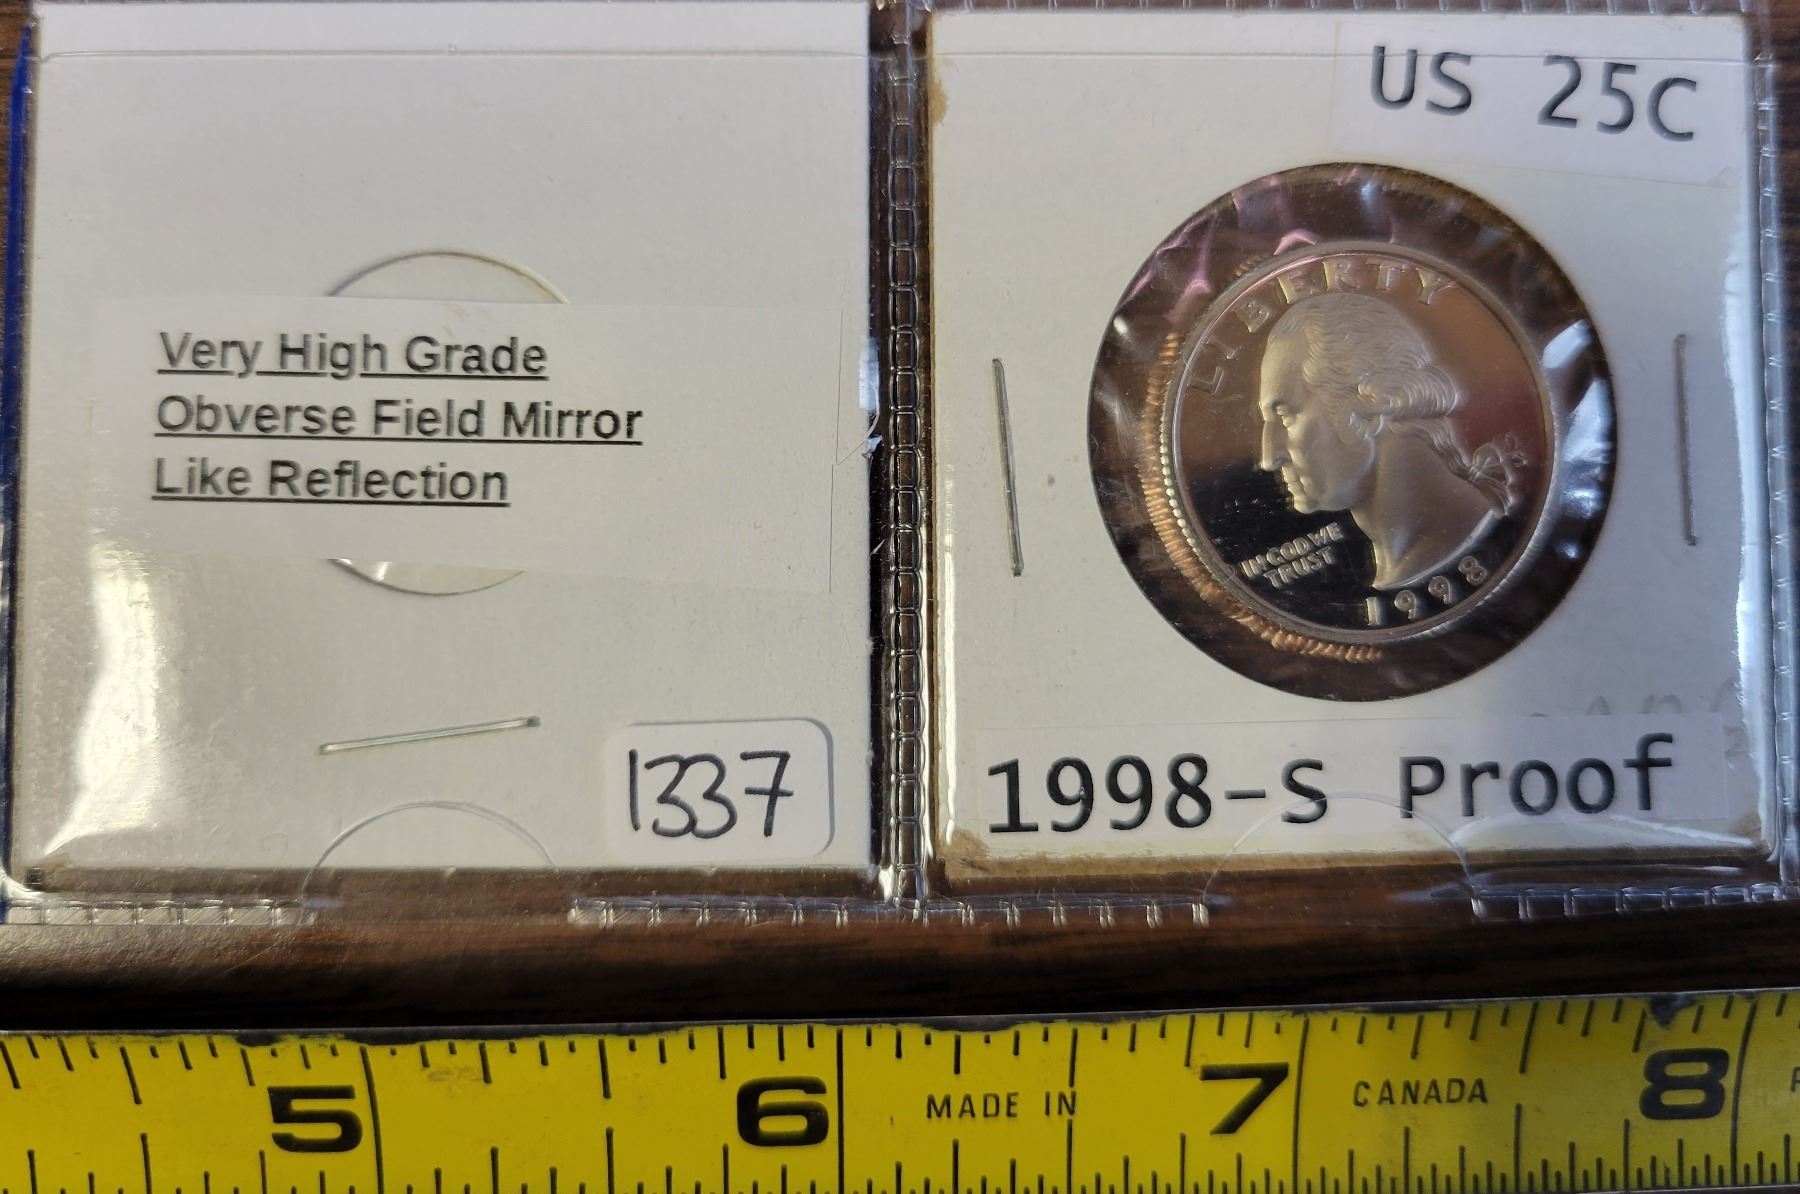 Very High Grade
Obverse Field Mirror
Like Reflection
1337
US 25C
LIBERTY
IN GOD WE
TRUST
1998
1998-S Proof
5 6 MADE IN 7 CANADA 8